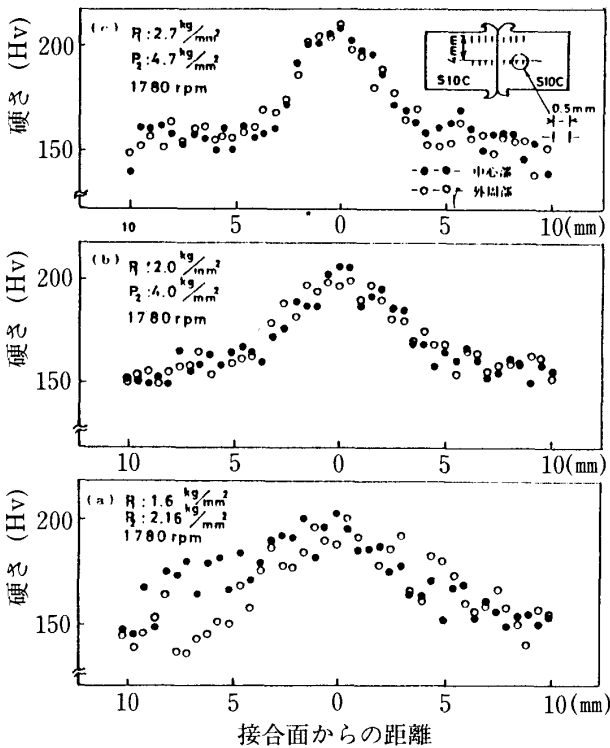 (c)
P₁: 2.7 kg/mm²
P₂: 4.7 kg/mm²
1780 rpm
4mm
S10C
S10C
0.5mm
中心部
外周部
硬さ (Hv)
200
150
10
5
0
5
10(mm)
(b)
P₁: 2.0 kg/mm²
P₂: 4.0 kg/mm²
1780 rpm
硬さ (Hv)
200
150
10
5
0
5
10(mm)
(a)
P₁: 1.6 kg/mm²
P₂: 2.16 kg/mm²
1780 rpm
硬さ (Hv)
200
150
10
5
0
5
10(mm)
接合面からの距離